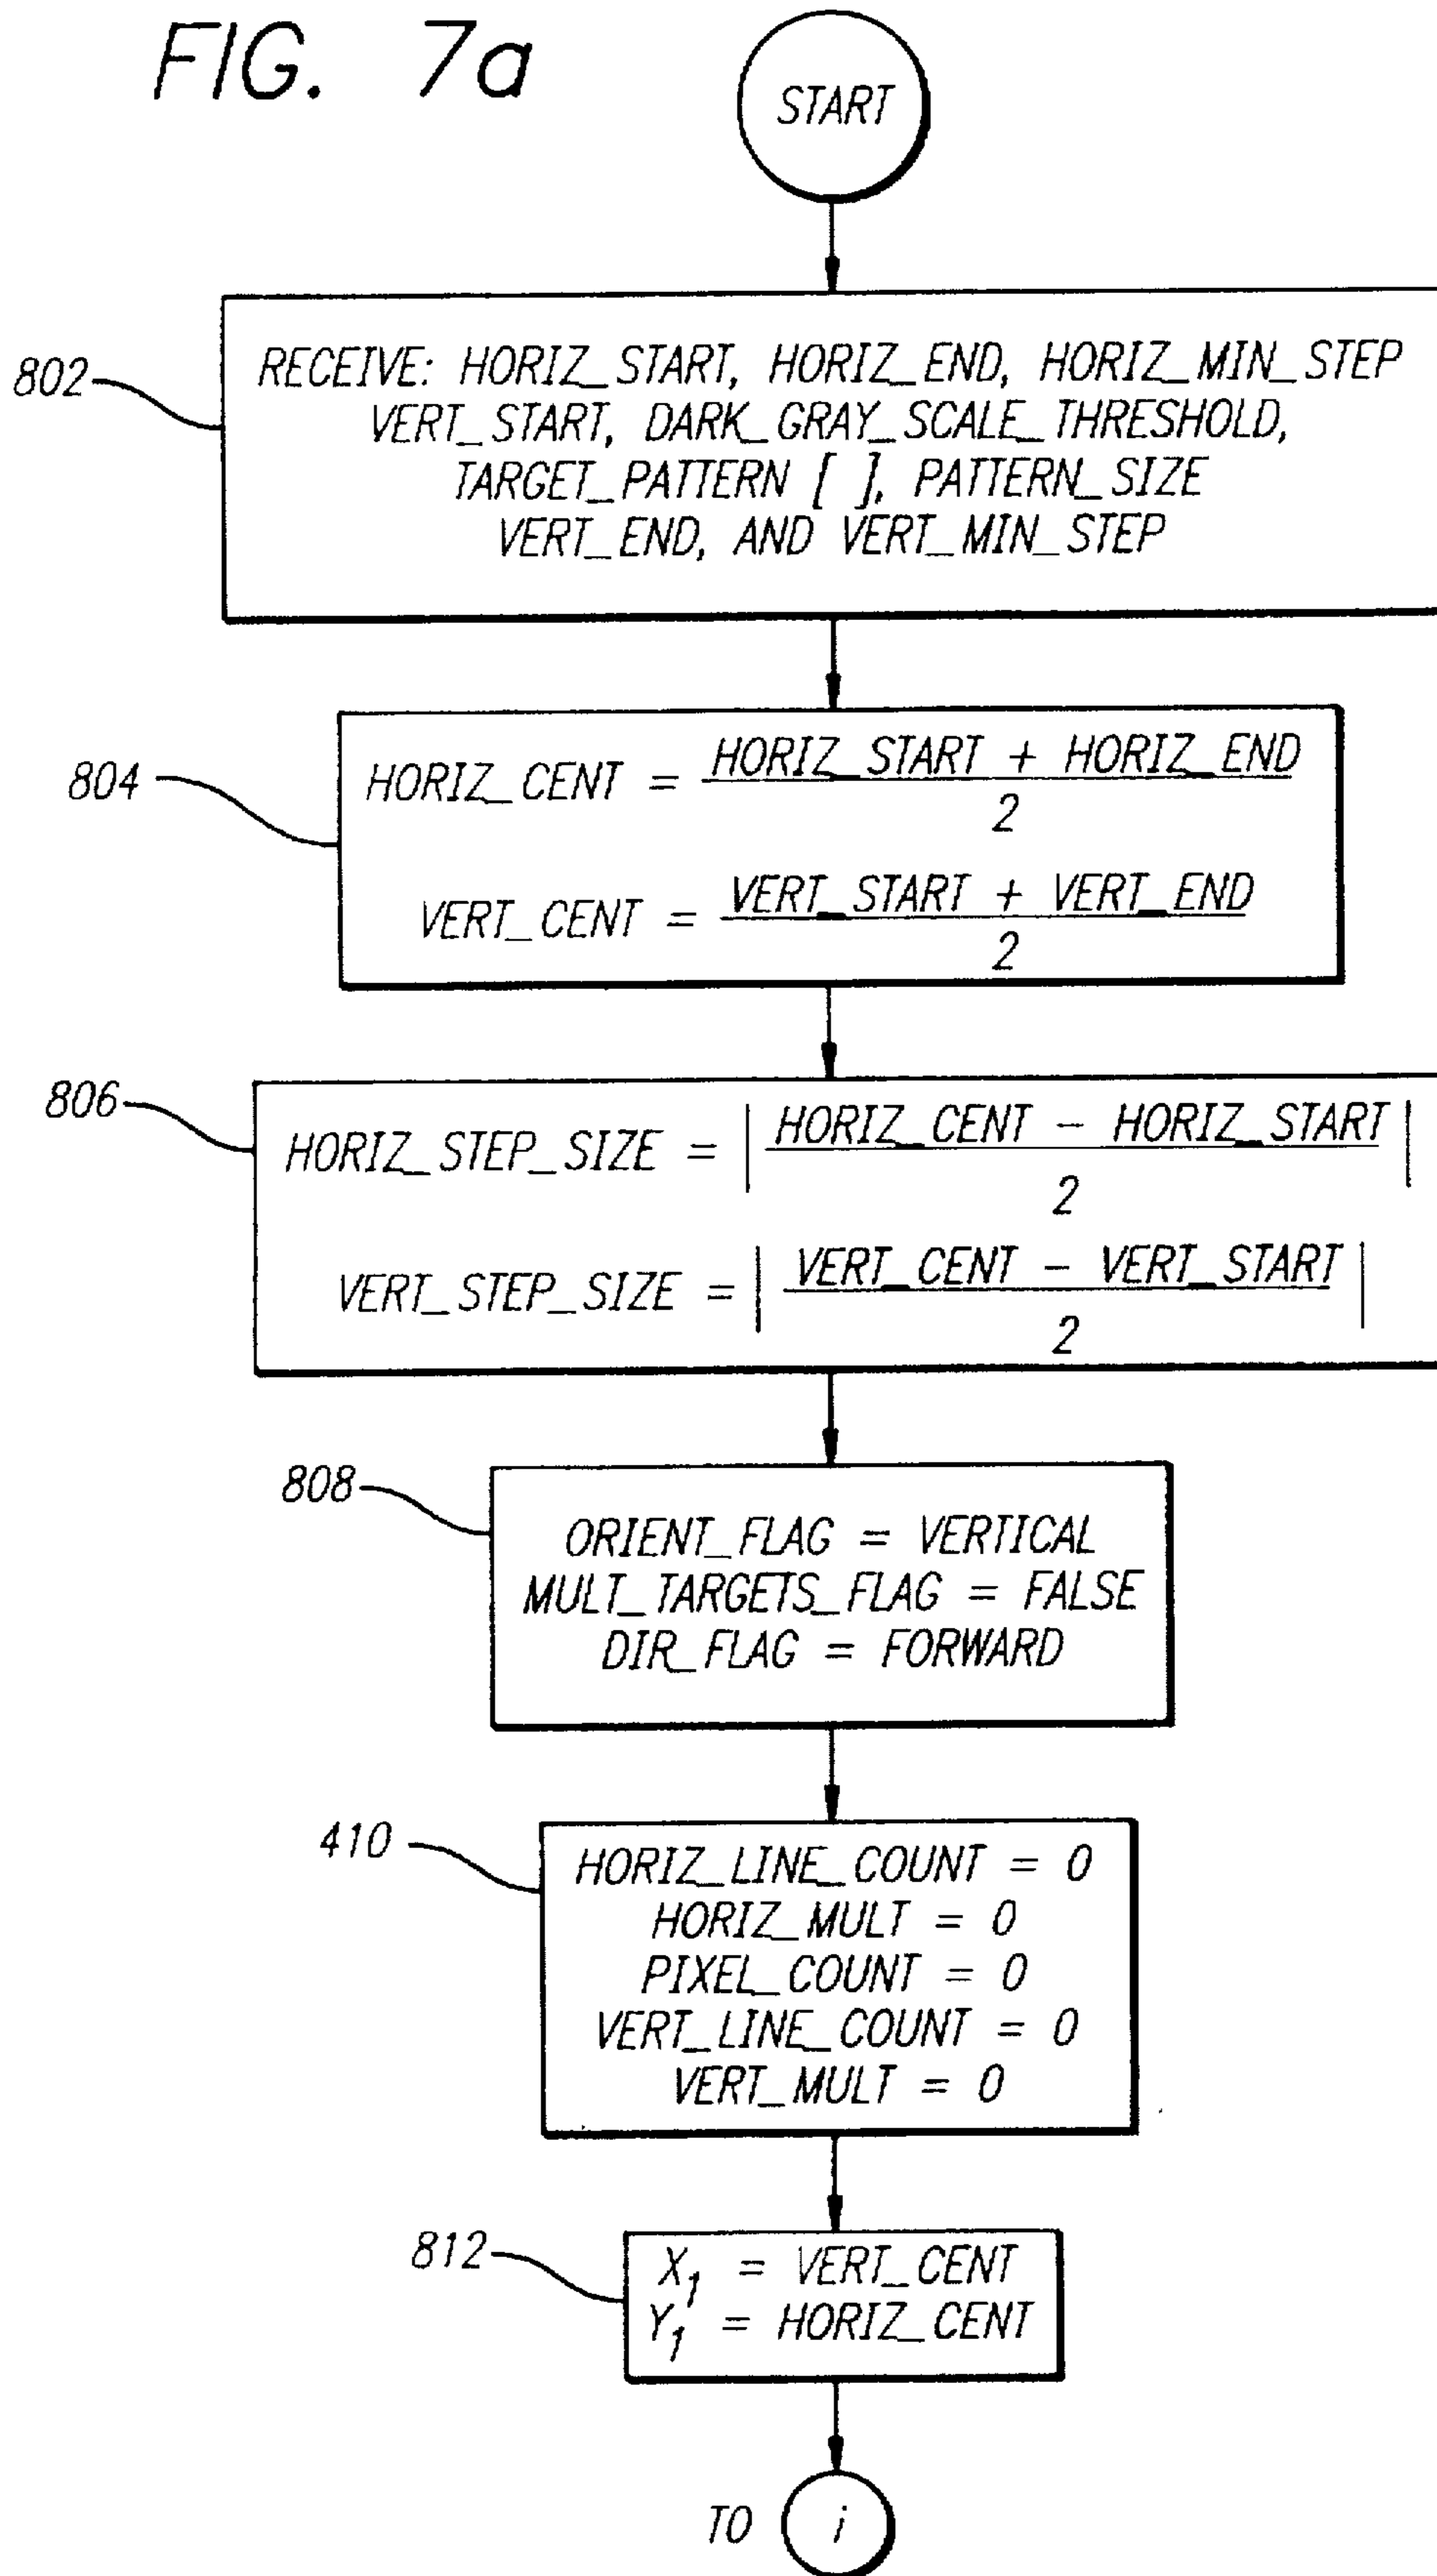 FIG. 7a
START
802
RECEIVE: HORIZ_START, HORIZ_END, HORIZ_MIN_STEP
VERT_START, DARK_GRAY_SCALE_THRESHOLD,
TARGET_PATTERN [ ], PATTERN_SIZE
VERT_END, AND VERT_MIN_STEP
804
HORIZ_CENT = HORIZ_START + HORIZ_END
2
VERT_CENT = VERT_START + VERT_END
2
806
HORIZ_STEP_SIZE = | HORIZ_CENT - HORIZ_START |
2
VERT_STEP_SIZE = | VERT_CENT - VERT_START |
2
808
ORIENT_FLAG = VERTICAL
MULT_TARGETS_FLAG = FALSE
DIR_FLAG = FORWARD
410
HORIZ_LINE_COUNT = 0
HORIZ_MULT = 0
PIXEL_COUNT = 0
VERT_LINE_COUNT = 0
VERT_MULT = 0
812
X1 = VERT_CENT
Y1 = HORIZ_CENT
TO i